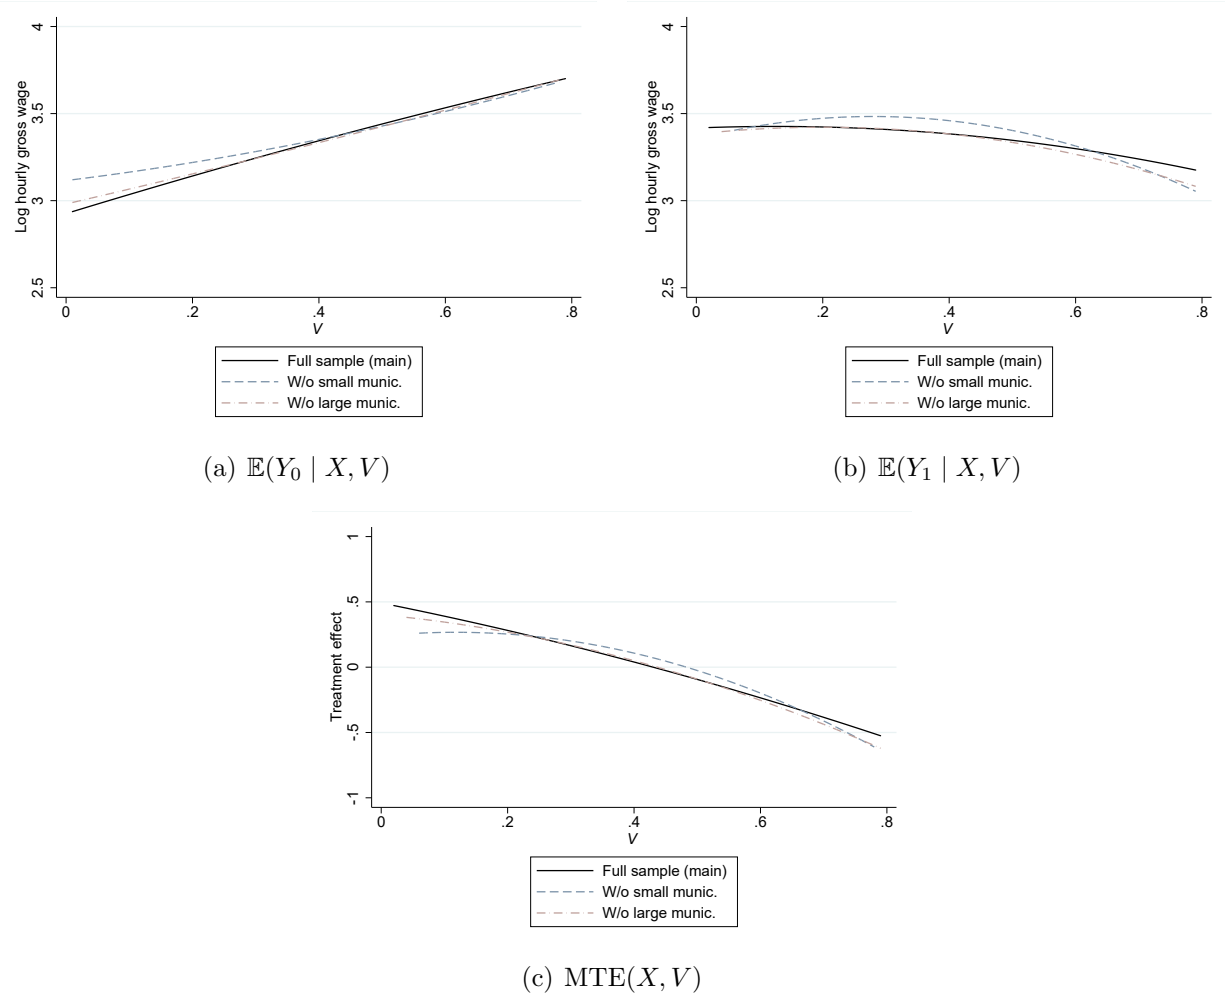 Log hourly gross wage
4
3.5
3
2.5
0 .2 .4 .6 .8
V
Full sample (main)
W/o small munic.
W/o large munic.
(a) 𝔼(Y₀ | X, V)
Log hourly gross wage
4
3.5
3
2.5
0 .2 .4 .6 .8
V
Full sample (main)
W/o small munic.
W/o large munic.
(b) 𝔼(Y₁ | X, V)
Treatment effect
1
.5
0
-.5
-1
0 .2 .4 .6 .8
V
Full sample (main)
W/o small munic.
W/o large munic.
(c) MTE(X, V)